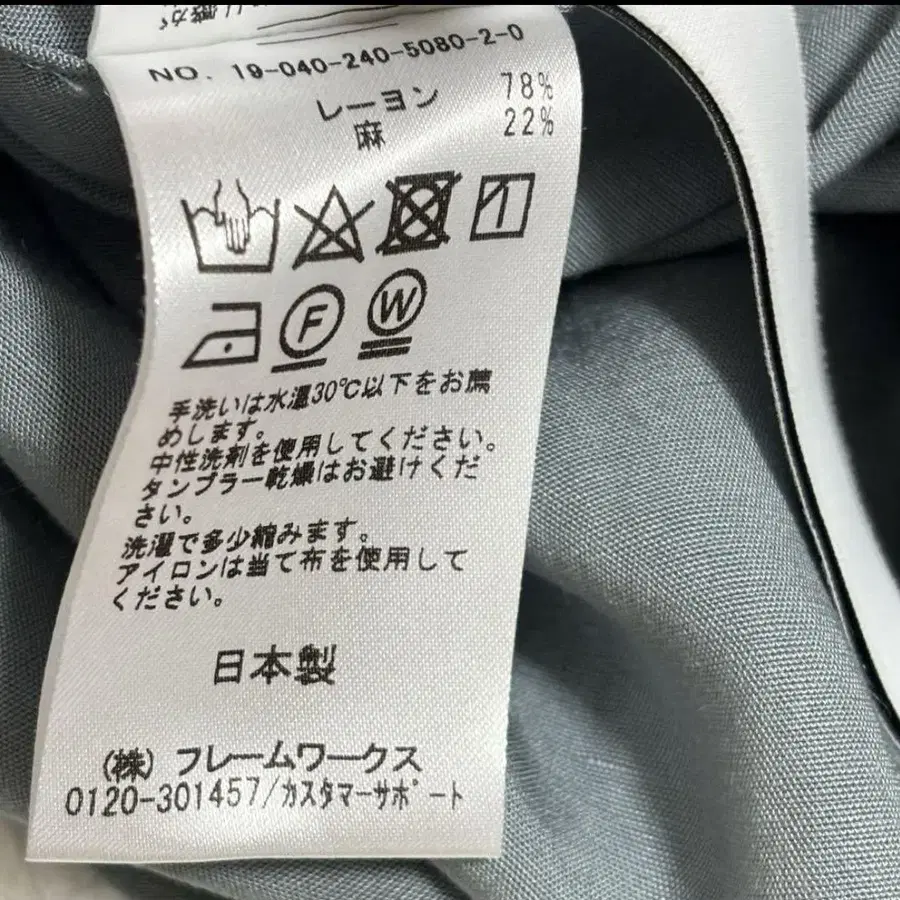 NO. 19-040-240-5080-2-0
レーヨン 78%
麻 22%
F W
手洗いは水温30℃以下をお薦
めします。
中性洗剤を使用してください。
タンブラー乾燥はお避けくだ
さい。
洗濯で多少縮みます。
アイロンは当て布を使用して
ください。
日本製
(株) フレームワークス
0120-301457/カスタマーサポート